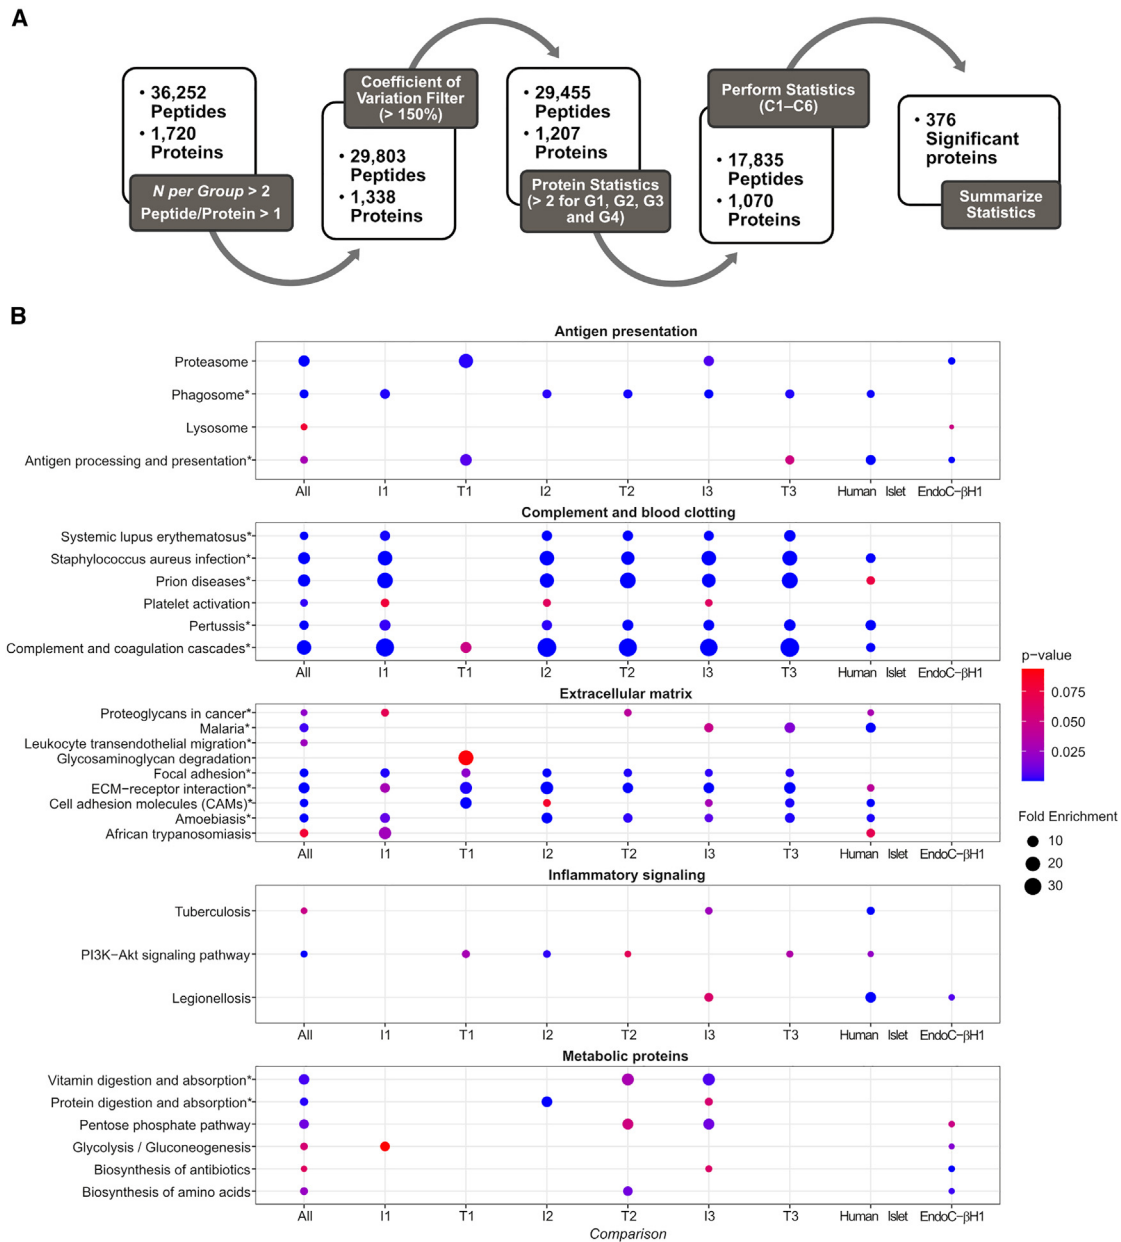 A
• 36,252
Peptides
• 1,720
Proteins
N per Group > 2
Peptide/Protein > 1
Coefficient of
Variation Filter
(> 150%)
• 29,803
Peptides
• 1,338
Proteins
• 29,455
Peptides
• 1,207
Proteins
Protein Statistics
(> 2 for G1, G2, G3
and G4)
Perform Statistics
(C1–C6)
• 17,835
Peptides
• 1,070
Proteins
• 376
Significant
proteins
Summarize
Statistics
B
Antigen presentation
Proteasome
Phagosome*
Lysosome
Antigen processing and presentation*
All I1 T1 I2 T2 I3 T3 Human Islet EndoC−βH1
Complement and blood clotting
Systemic lupus erythematosus*
Staphylococcus aureus infection*
Prion diseases*
Platelet activation
Pertussis*
Complement and coagulation cascades*
All I1 T1 I2 T2 I3 T3 Human Islet EndoC−βH1
Extracellular matrix
Proteoglycans in cancer*
Malaria*
Leukocyte transendothelial migration*
Glycosaminoglycan degradation
Focal adhesion*
ECM−receptor interaction*
Cell adhesion molecules (CAMs)*
Amoebiasis*
African trypanosomiasis
All I1 T1 I2 T2 I3 T3 Human Islet EndoC−βH1
Inflammatory signaling
Tuberculosis
PI3K−Akt signaling pathway
Legionellosis
All I1 T1 I2 T2 I3 T3 Human Islet EndoC−βH1
Metabolic proteins
Vitamin digestion and absorption*
Protein digestion and absorption*
Pentose phosphate pathway
Glycolysis / Gluconeogenesis
Biosynthesis of antibiotics
Biosynthesis of amino acids
All I1 T1 I2 T2 I3 T3 Human Islet EndoC−βH1
Comparison
p−value
0.075
0.050
0.025
Fold Enrichment
10
20
30